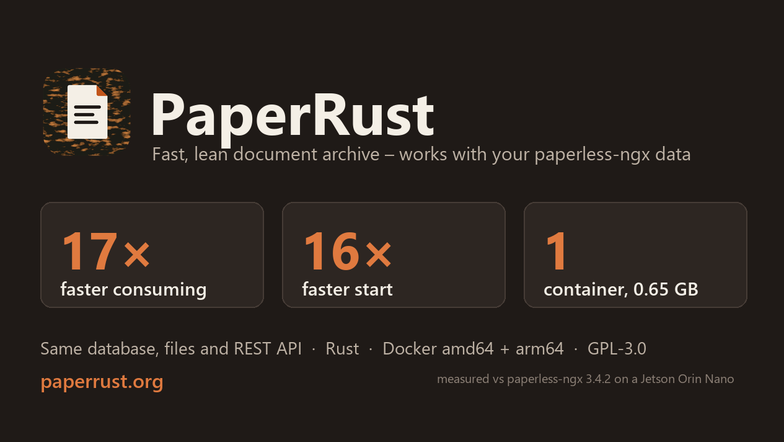 PaperRust
Fast, lean document archive – works with your paperless-ngx data
17×
faster consuming
16×
faster start
1
container, 0.65 GB
Same database, files and REST API · Rust · Docker amd64 + arm64 · GPL-3.0
paperrust.org
measured vs paperless-ngx 3.4.2 on a Jetson Orin Nano